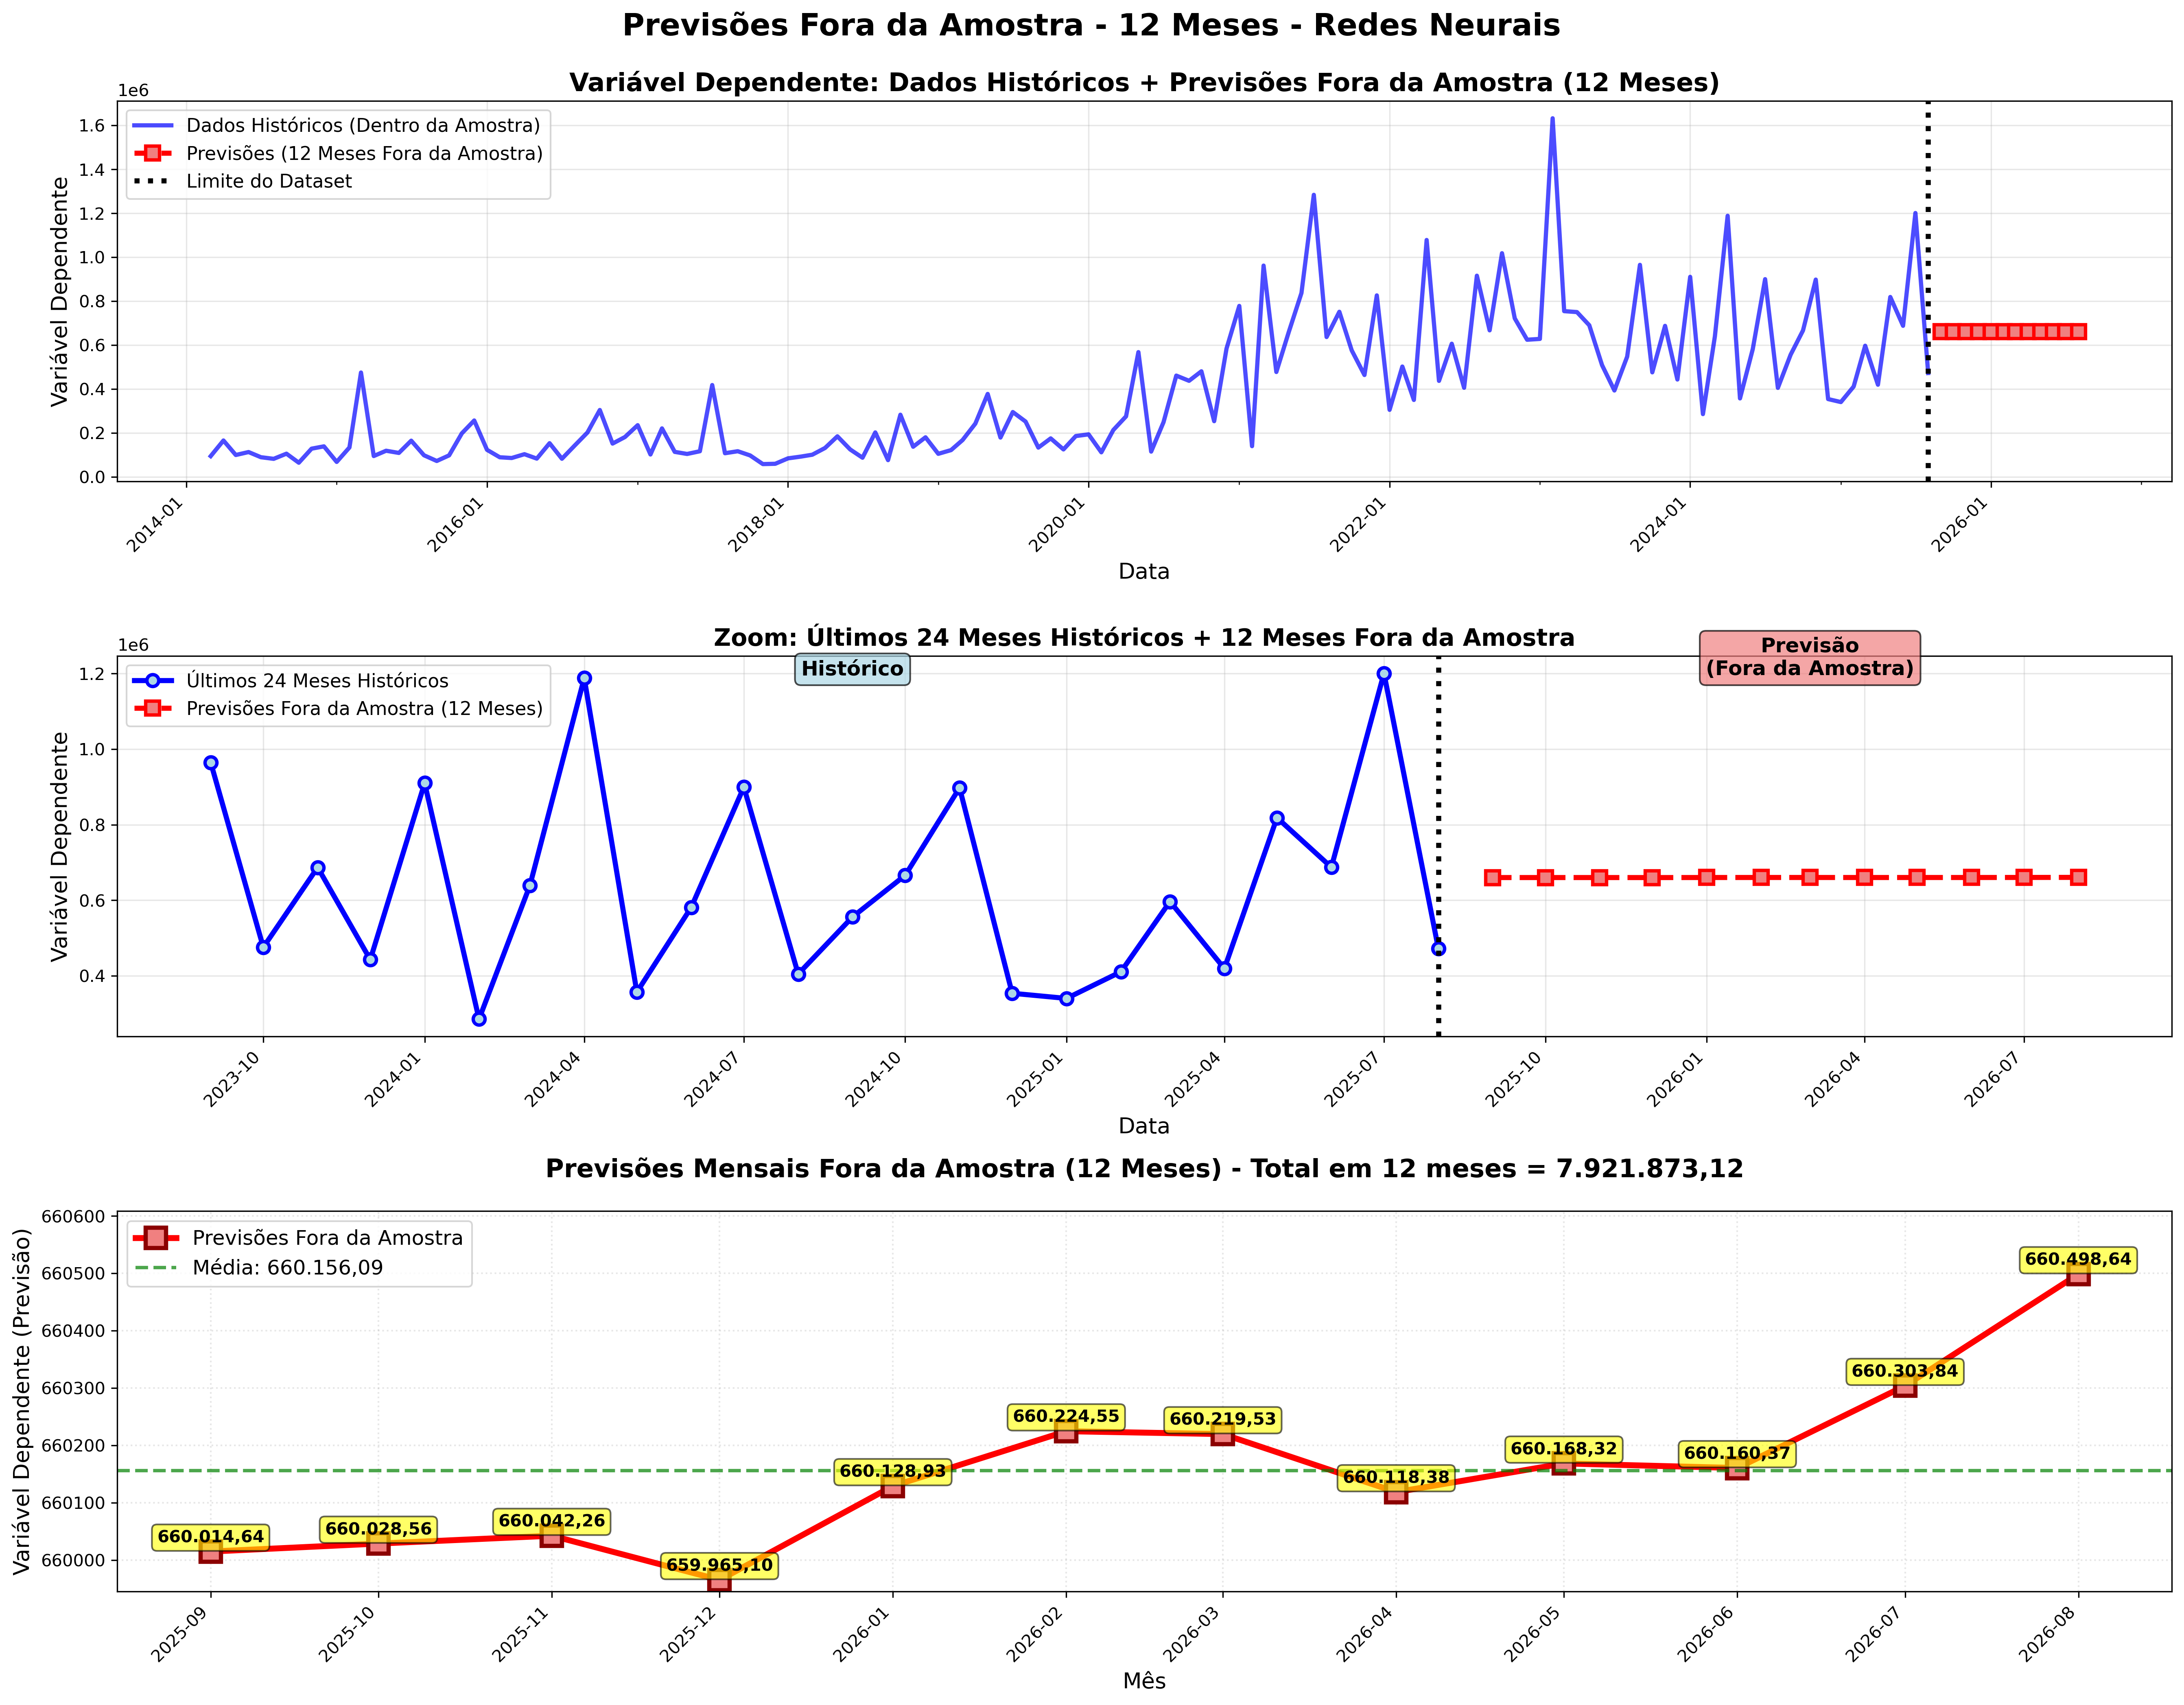 Previsões Fora da Amostra - 12 Meses - Redes Neurais
Variável Dependente: Dados Históricos + Previsões Fora da Amostra (12 Meses)
1e6
Dados Históricos (Dentro da Amostra)
Previsões (12 Meses Fora da Amostra)
Limite do Dataset
Variável Dependente
1.6
1.4
1.2
1.0
0.8
0.6
0.4
0.2
0.0
2014-01
2016-01
2018-01
2020-01
2022-01
2024-01
2026-01
Data
Zoom: Últimos 24 Meses Históricos + 12 Meses Fora da Amostra
1e6
Últimos 24 Meses Históricos
Previsões Fora da Amostra (12 Meses)
Histórico
Previsão
(Fora da Amostra)
Variável Dependente
1.2
1.0
0.8
0.6
0.4
2023-10
2024-01
2024-04
2024-07
2024-10
2025-01
2025-04
2025-07
2025-10
2026-01
2026-04
2026-07
Data
Previsões Mensais Fora da Amostra (12 Meses) - Total em 12 meses = 7.921.873,12
Previsões Fora da Amostra
Média: 660.156,09
Variável Dependente (Previsão)
660600
660500
660400
660300
660200
660100
660000
660.014,64
660.028,56
660.042,26
659.965,10
660.128,93
660.224,55
660.219,53
660.118,38
660.168,32
660.160,37
660.303,84
660.498,64
2025-09
2025-10
2025-11
2025-12
2026-01
2026-02
2026-03
2026-04
2026-05
2026-06
2026-07
2026-08
Mês